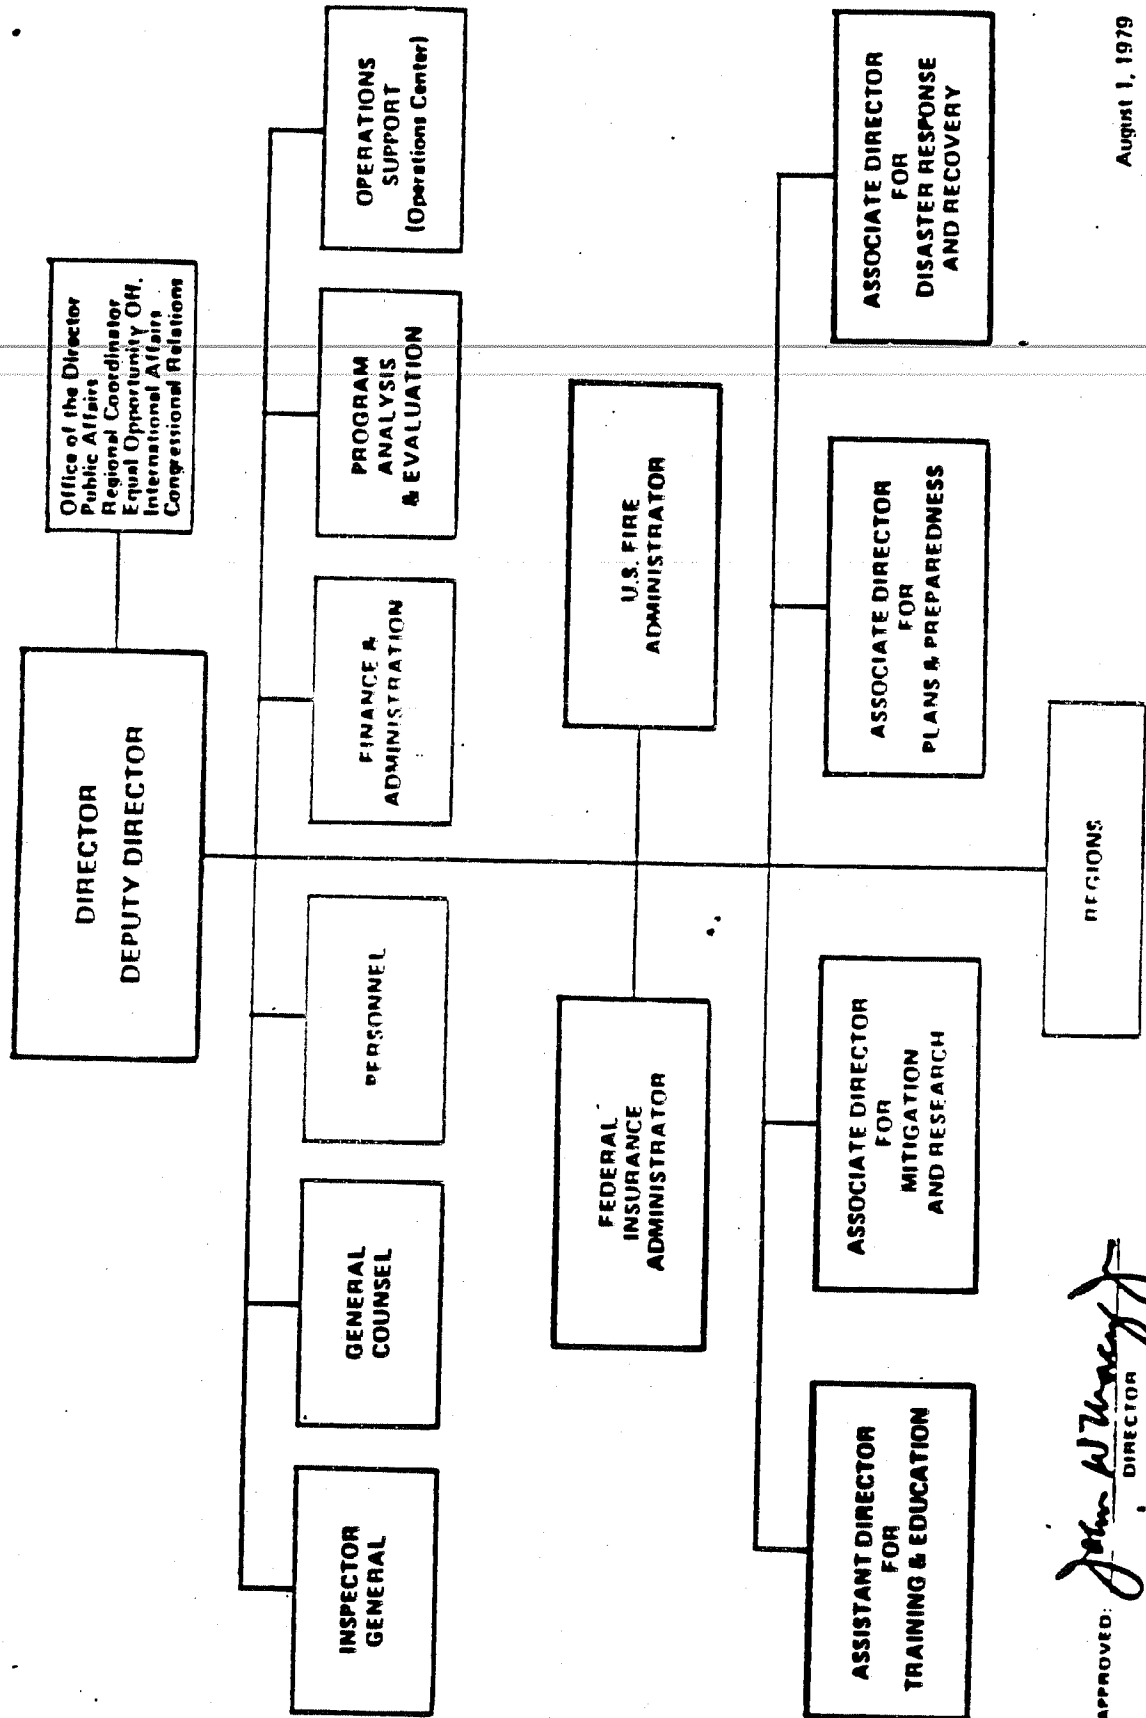 DIRECTOR
DEPUTY DIRECTOR
Office of the Director
Public Affairs
Regional Coordinator
Equal Opportunity Off.
International Affairs
Congressional Relations
INSPECTOR
GENERAL
GENERAL
COUNSEL
PERSONNEL
FINANCE &
ADMINISTRATION
PROGRAM
ANALYSIS
& EVALUATION
OPERATIONS
SUPPORT
(Operations Center)
FEDERAL
INSURANCE
ADMINISTRATOR
U.S. FIRE
ADMINISTRATOR
ASSISTANT DIRECTOR
FOR
TRAINING & EDUCATION
ASSOCIATE DIRECTOR
FOR
MITIGATION
AND RESEARCH
ASSOCIATE DIRECTOR
FOR
PLANS & PREPAREDNESS
ASSOCIATE DIRECTOR
FOR
DISASTER RESPONSE
AND RECOVERY
REGIONS
APPROVED: John W
DIRECTOR
August 1, 1979